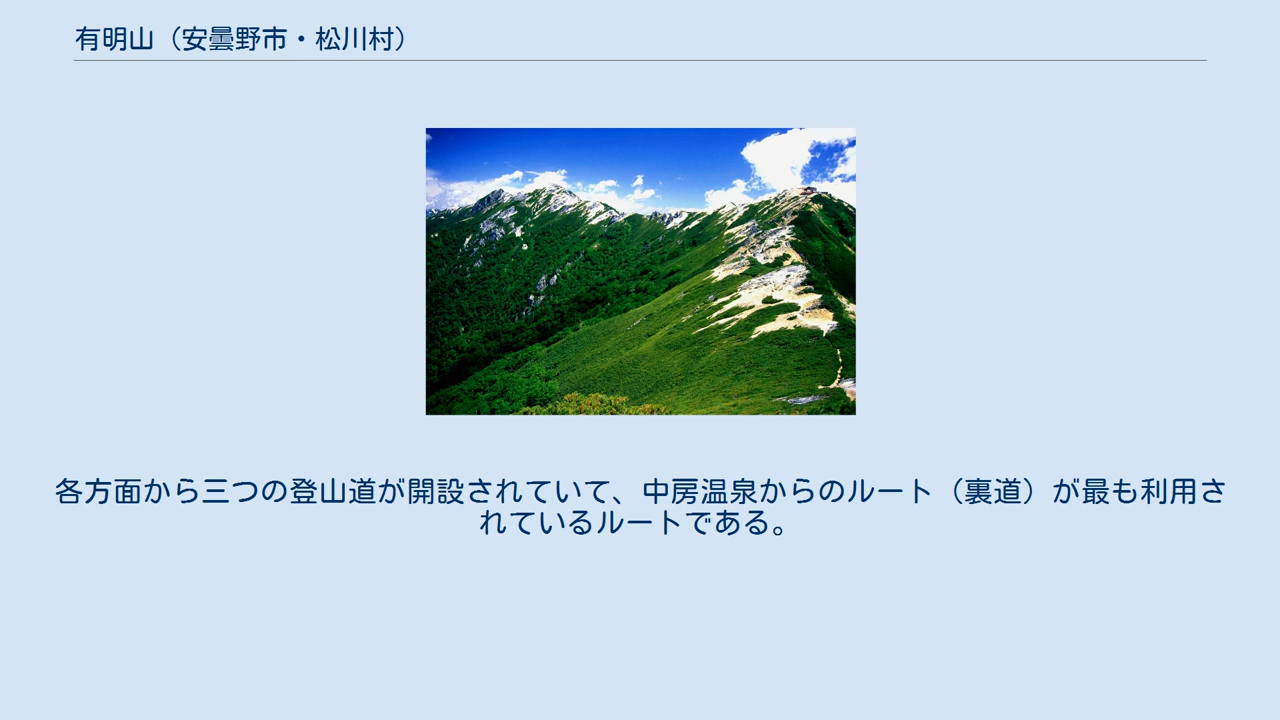 有明山（安曇野市・松川村）
各方面から三つの登山道が開設されていて、中房温泉からのルート（裏道）が最も利用さ
れているルートである。